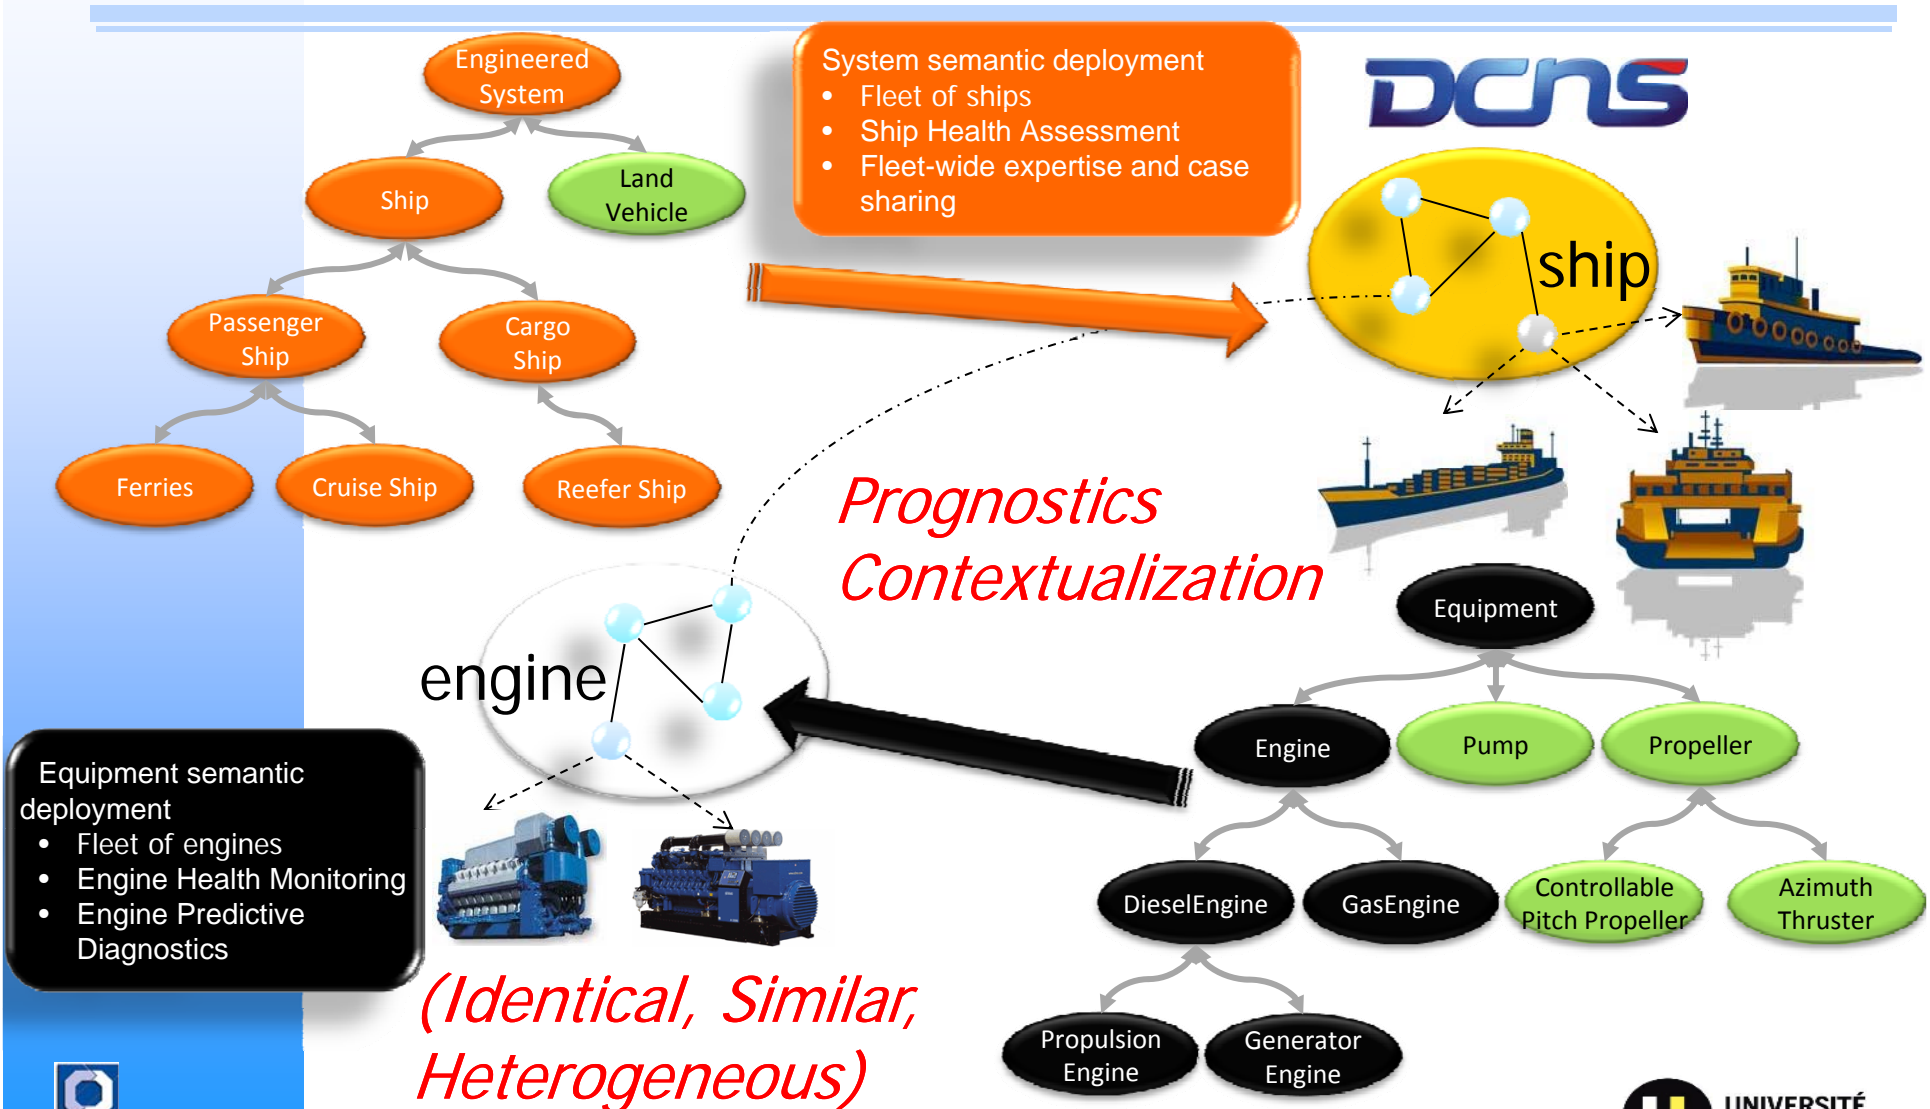 Engineered
System
Ship
Land
Vehicle
Passenger
Ship
Cargo
Ship
Ferries
Cruise Ship
Reefer Ship
System semantic deployment
• Fleet of ships
• Ship Health Assessment
• Fleet-wide expertise and case
sharing
DCNS
ship
Prognostics
Contextualization
engine
Equipment semantic
deployment
• Fleet of engines
• Engine Health Monitoring
• Engine Predictive
Diagnostics
(Identical, Similar,
Heterogeneous)
Equipment
Engine
Pump
Propeller
DieselEngine
GasEngine
Controllable
Pitch Propeller
Azimuth
Thruster
Propulsion
Engine
Generator
Engine
UNIVERSITÉ